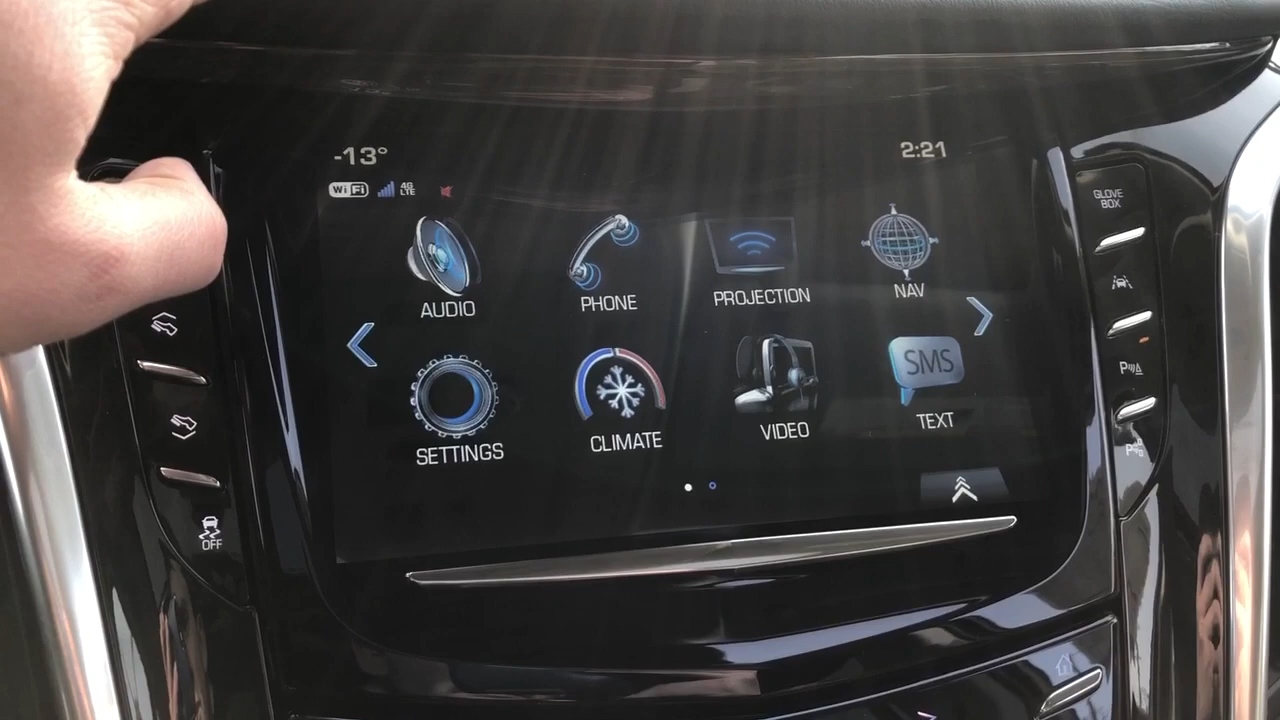 -13° 2:21
WiFi 4G LTE
GLOVE BOX
AUDIO PHONE PROJECTION NAV
SMS
SETTINGS CLIMATE VIDEO TEXT
P
P
OFF